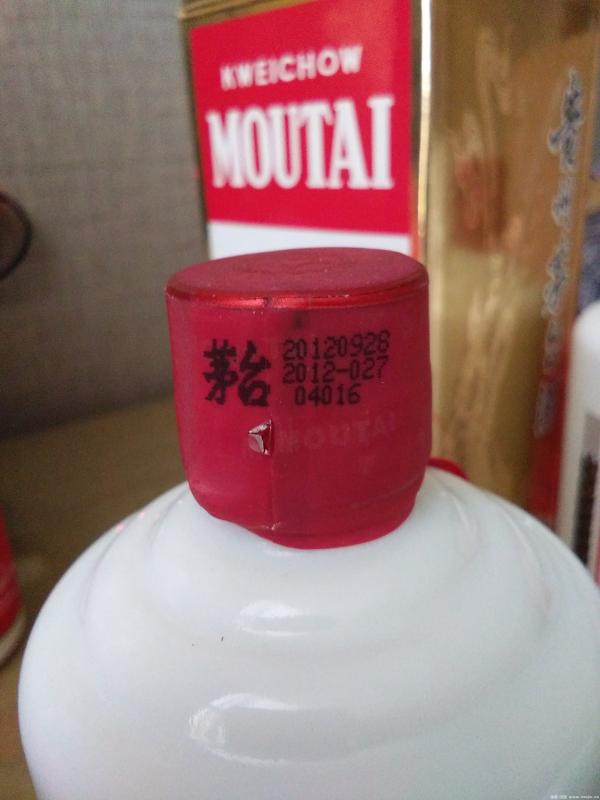 KWEICHOW
MOUTAI
茅台
20120928
2012-027
04016
MOUTAI